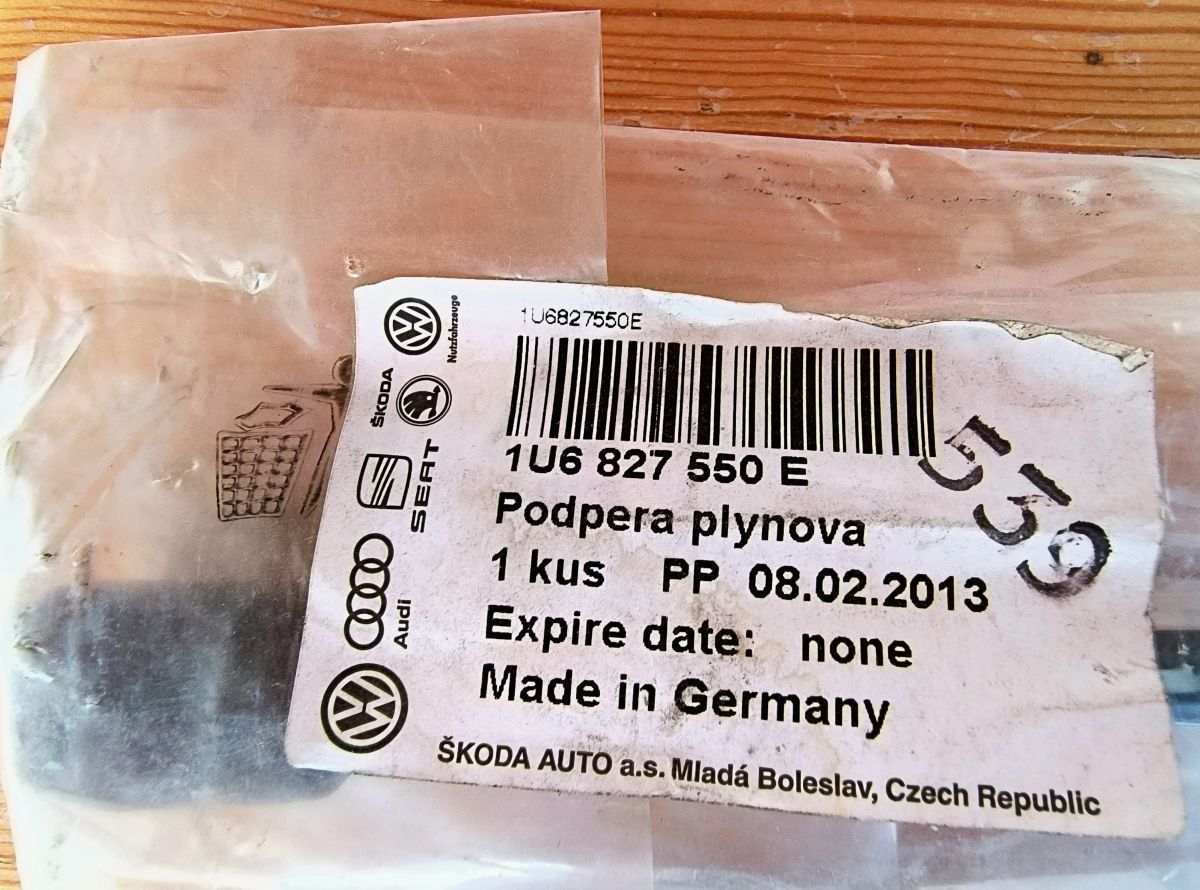 1U6827550E
1U6 827 550 E
Podpera plynova
1 kus PP 08.02.2013
Expire date: none
Made in Germany
ŠKODA AUTO a.s. Mladá Boleslav, Czech Republic
559
Nutzfahrzeuge
ŠKODA
SEAT
Audi